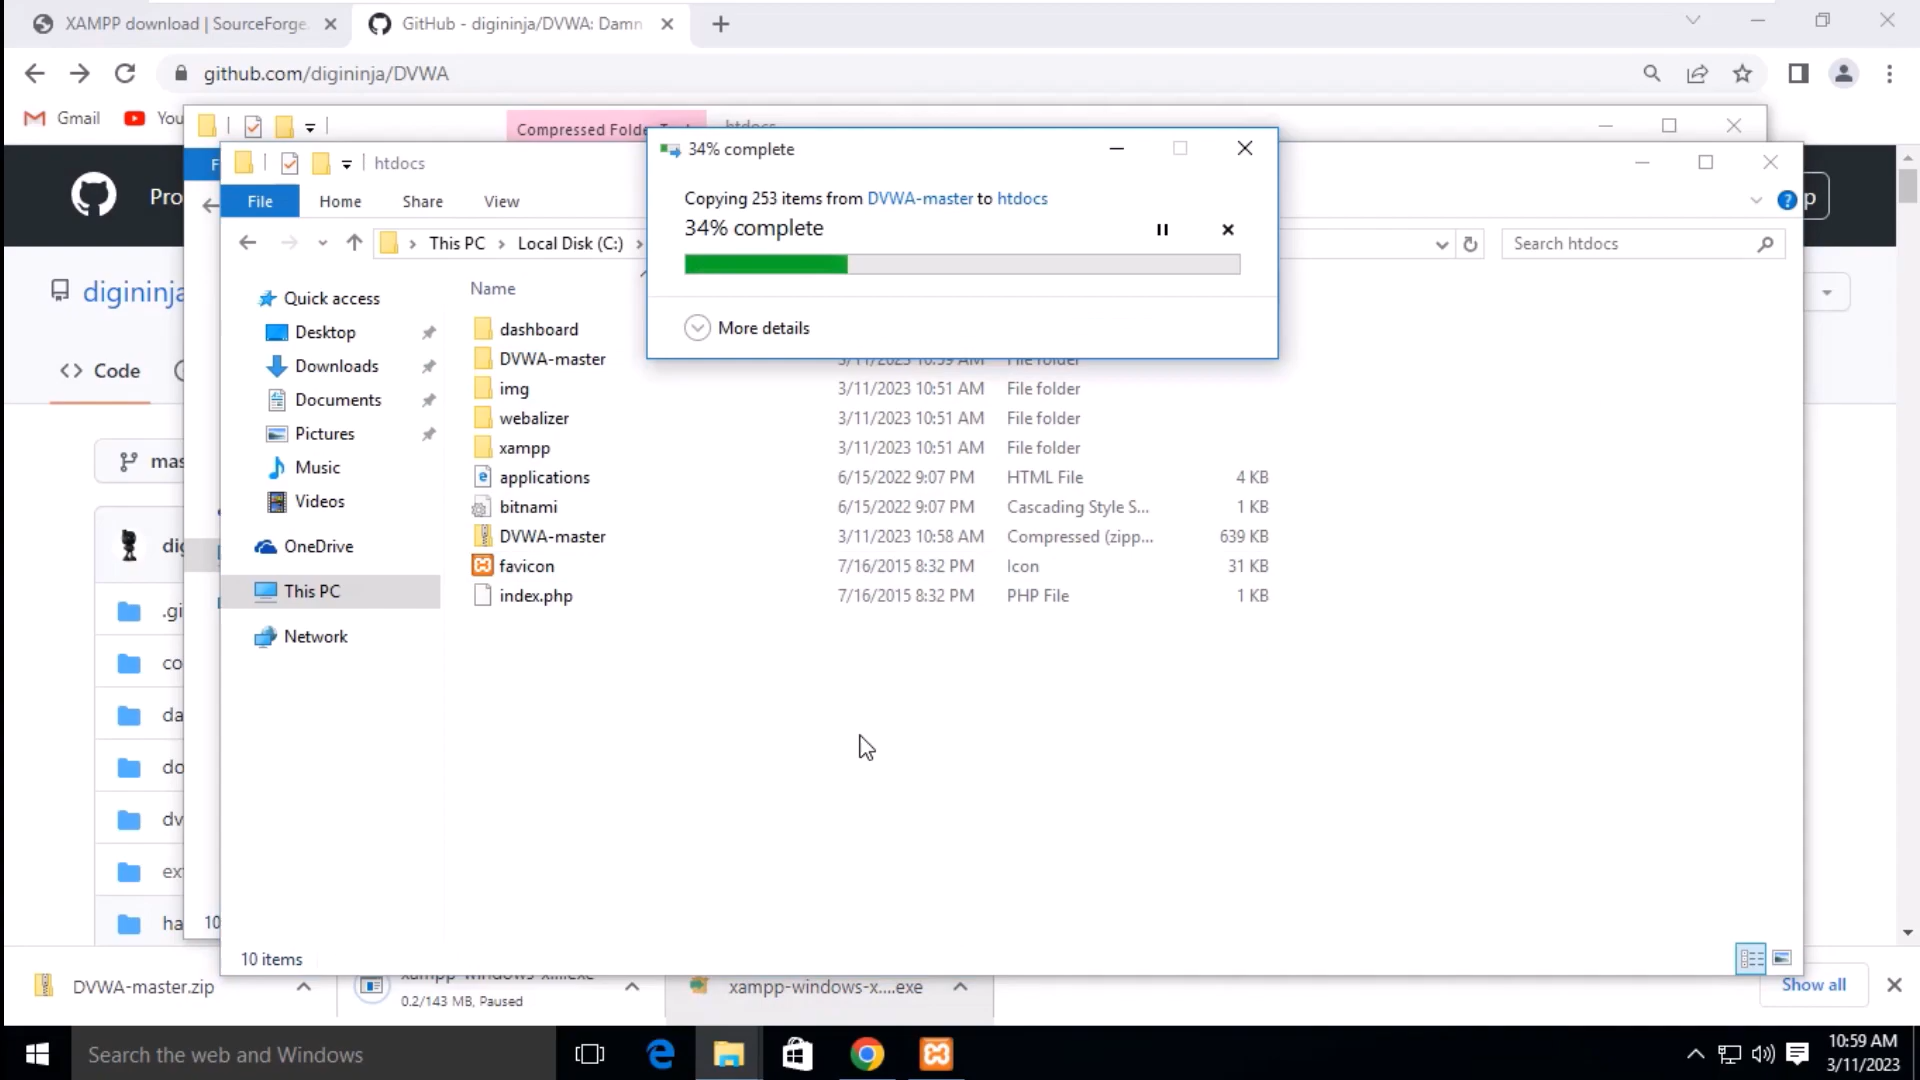 XAMPP download | SourceForge.
GitHub - digininja/DVWA: Damn
github.com/digininja/DVWA
Gmail
You
Compressed Folde
htdocs
34% complete
htdocs
Copying 253 items from DVWA-master to htdocs
34% complete
More details
Pro
p
F
File
Home
Share
View
This PC
Local Disk (C:)
Search htdocs
digininja
Code
mas
dig
.gi
co
da
do
dv
ex
ha
10
Name
Quick access
Desktop
Downloads
Documents
Pictures
Music
Videos
OneDrive
This PC
Network
dashboard
DVWA-master 3/11/2023 10:59 AM File folder
img 3/11/2023 10:51 AM File folder
webalizer 3/11/2023 10:51 AM File folder
xampp 3/11/2023 10:51 AM File folder
applications 6/15/2022 9:07 PM HTML File 4 KB
bitnami 6/15/2022 9:07 PM Cascading Style S... 1 KB
DVWA-master 3/11/2023 10:58 AM Compressed (zipp... 639 KB
favicon 7/16/2015 8:32 PM Icon 31 KB
index.php 7/16/2015 8:32 PM PHP File 1 KB
10 items
DVWA-master.zip
xampp-windows-x....exe
0.2/143 MB, Paused
xampp-windows-x....exe
Show all
Search the web and Windows
10:59 AM
3/11/2023